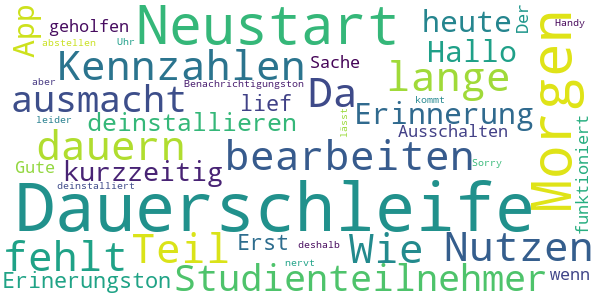 App
geholfen
Neustart
heute
Der
Handy
abstellen
Uhr
Kennzahlen
Sache
Hallo
Morgen
Benachrichtigungston
aber
ausmacht
lief
Da
lange
kommt
Erinnerung
leider
deinstallieren
lässt
Ausschalten
funktioniert
dauern
Gute
kurzzeitig
bearbeiten
Sorry
deinstalliert
Dauerschleife
fehlt
Teil
Erst
deshalb
Wie
Nutzen
nervt
Erinerungston
Studienteilnehmer
wenn